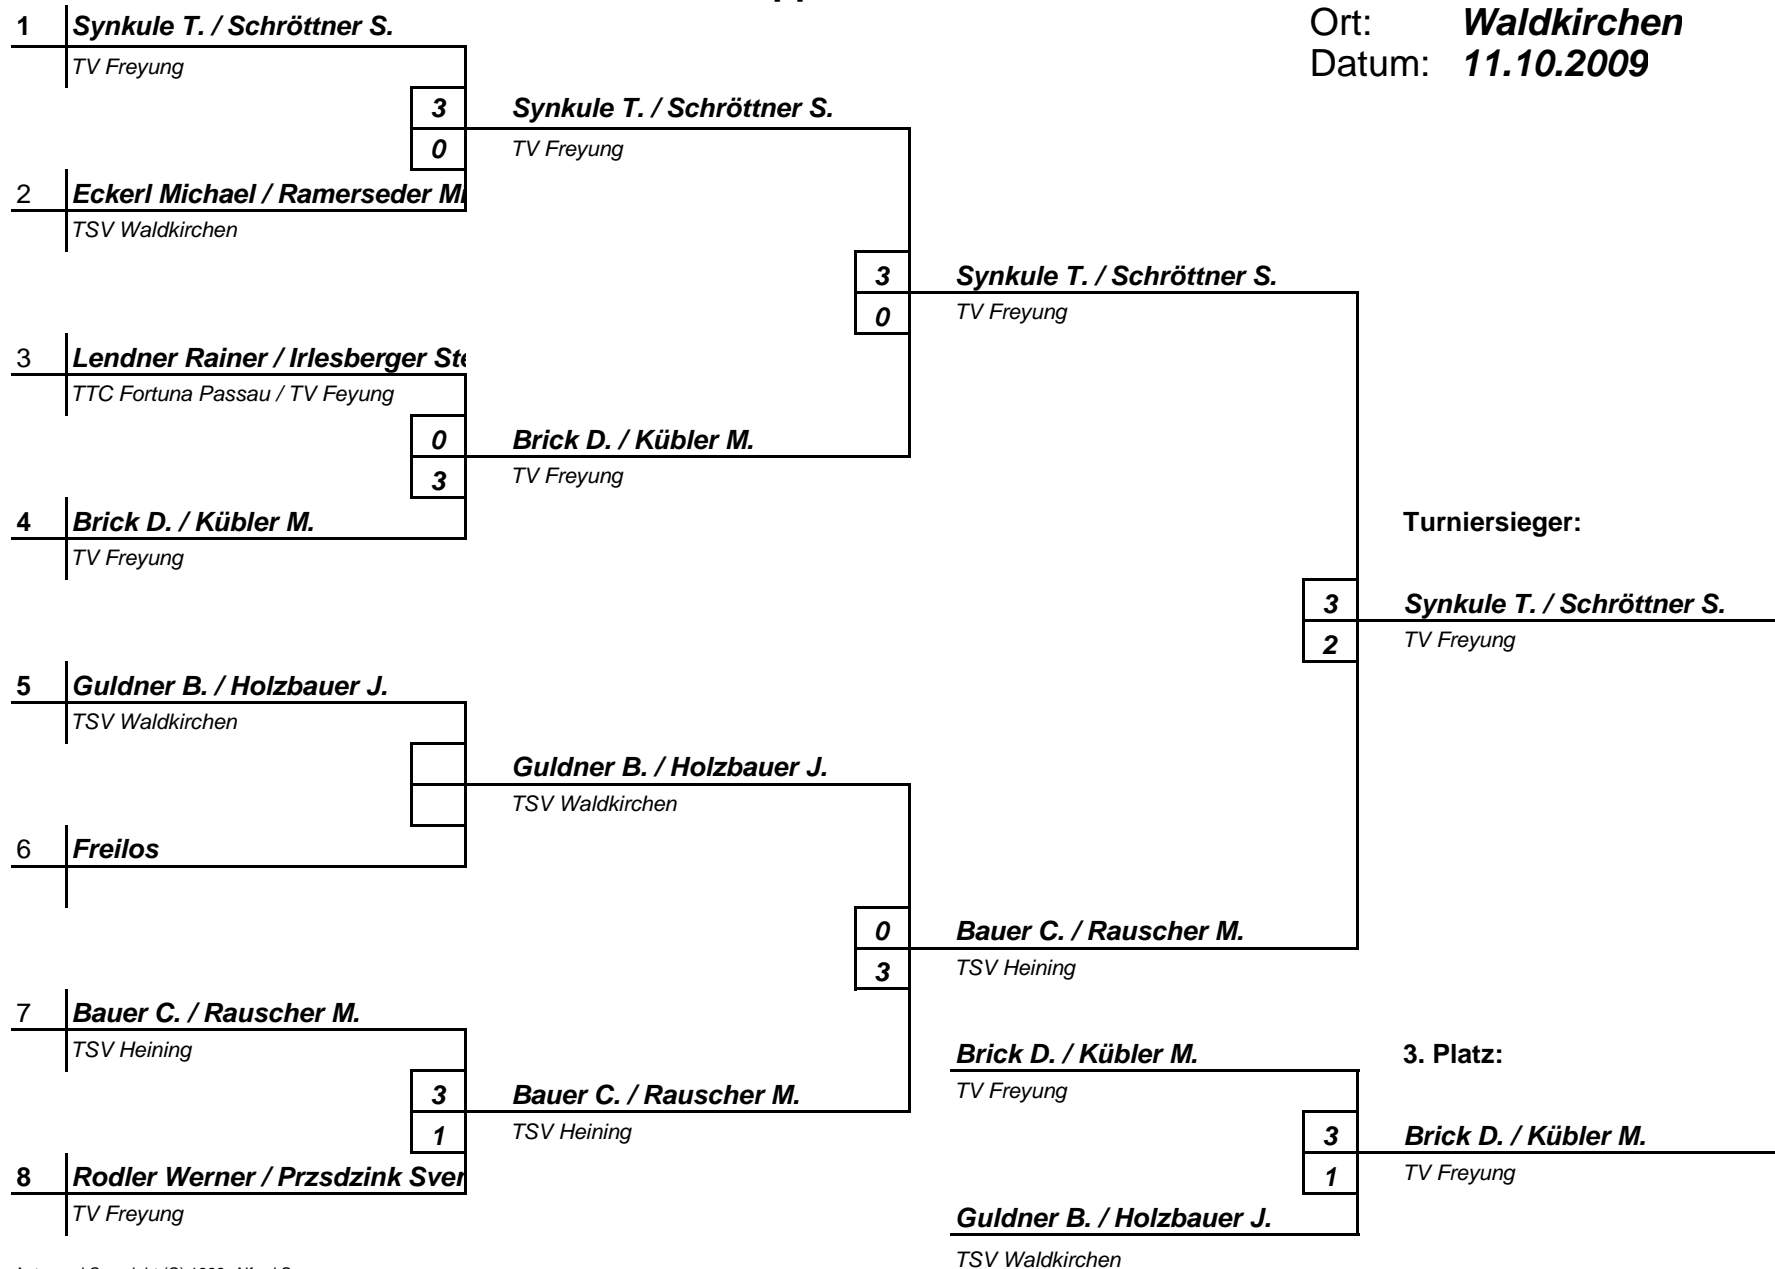 Ort: Waldkirchen
Datum: 11.10.2009
1 Synkule T. / Schröttner S.
TV Freyung
3 Synkule T. / Schröttner S.
0 TV Freyung
2 Eckerl Michael / Ramerseder
TSV Waldkirchen
3 Synkule T. / Schröttner S.
0 TV Freyung
3 Lendner Rainer / Irlesberger Ste
TTC Fortuna Passau / TV Feyung
0 Brick D. / Kübler M.
3 TV Freyung
4 Brick D. / Kübler M.
TV Freyung
Turniersieger:
3 Synkule T. / Schröttner S.
2 TV Freyung
5 Guldner B. / Holzbauer J.
TSV Waldkirchen
Guldner B. / Holzbauer J.
TSV Waldkirchen
6 Freilos
0 Bauer C. / Rauscher M.
3 TSV Heining
7 Bauer C. / Rauscher M.
TSV Heining
3 Bauer C. / Rauscher M.
1 TSV Heining
8 Rodler Werner / Przsdzink Sven
TV Freyung
Brick D. / Kübler M.
TV Freyung
3. Platz:
3 Brick D. / Kübler M.
1 TV Freyung
Guldner B. / Holzbauer J.
TSV Waldkirchen